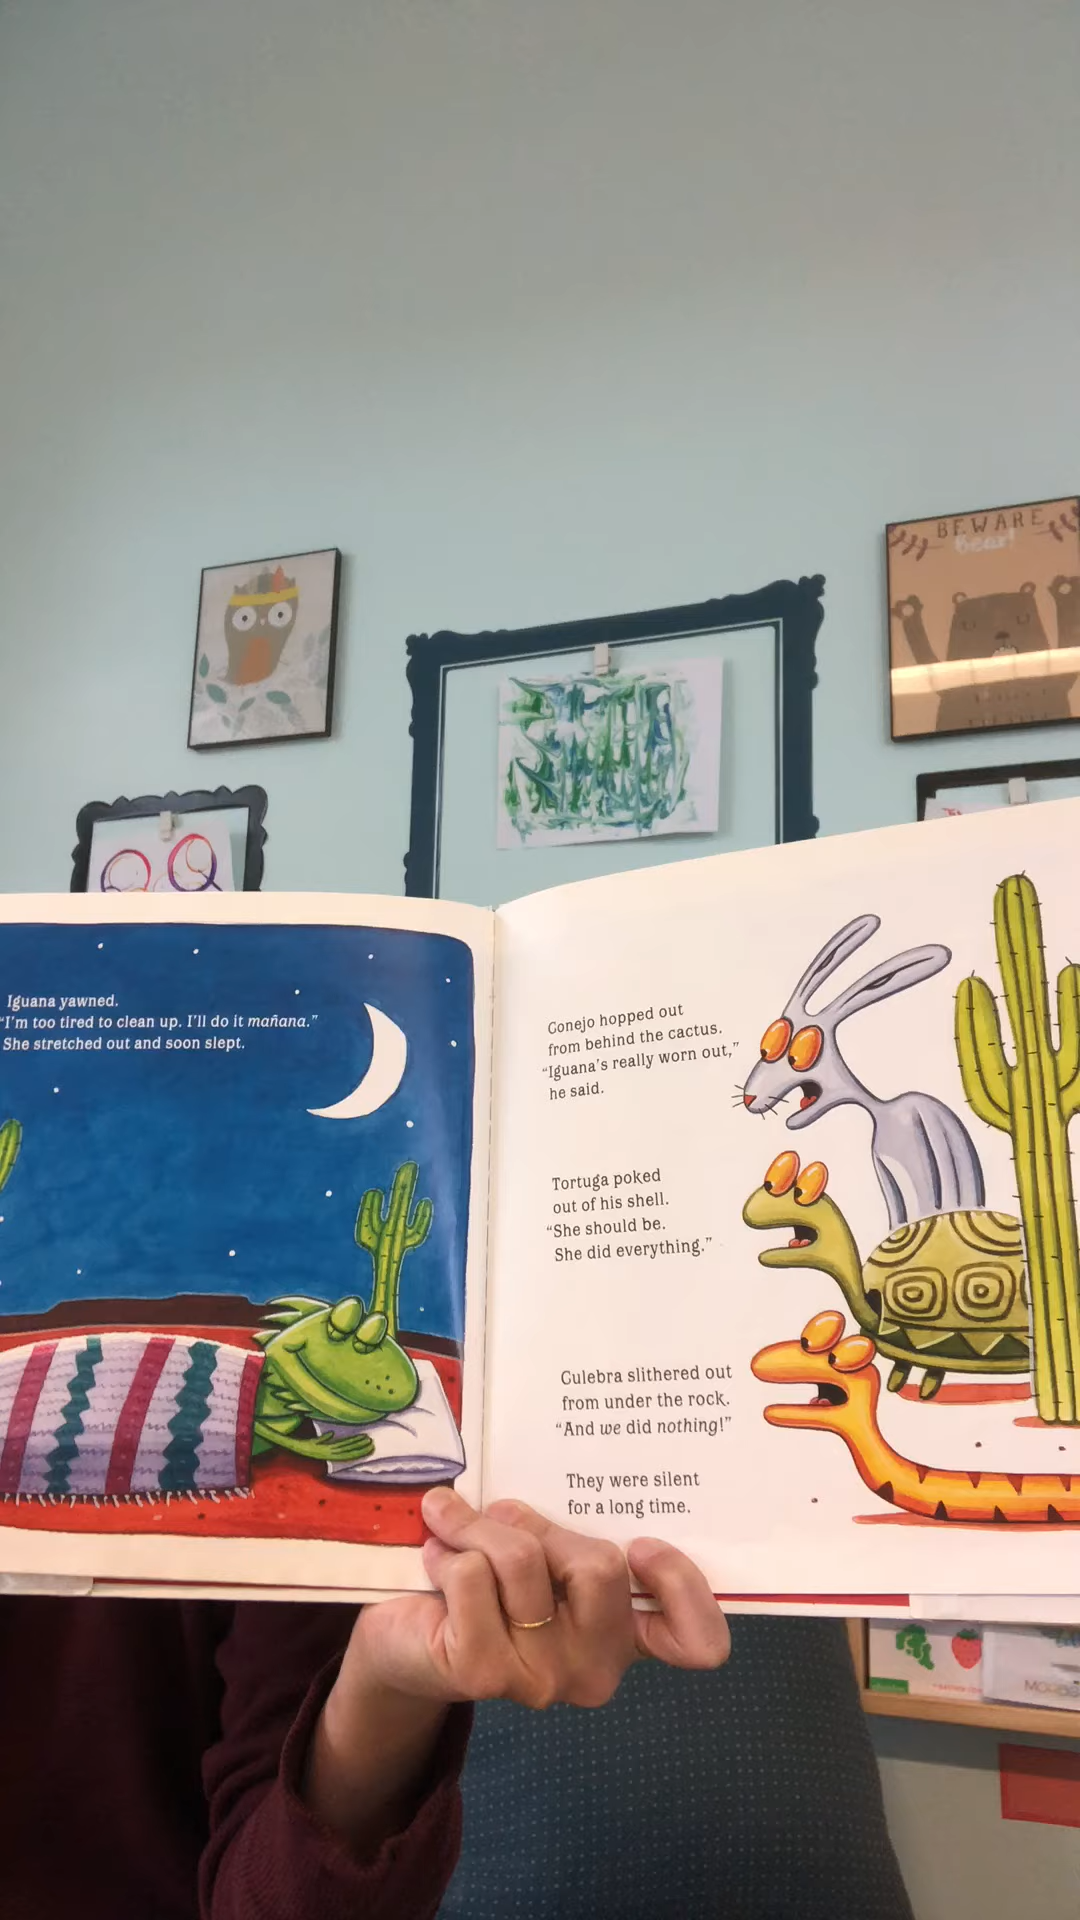 BEWARE
Bear!
Iguana yawned.
“I’m too tired to clean up. I’ll do it mañana.”
She stretched out and soon slept.
Conejo hopped out
from behind the cactus.
“Iguana’s really worn out,”
he said.
Tortuga poked
out of his shell.
“She should be.
She did everything.”
Culebra slithered out
from under the rock.
“And we did nothing!”
They were silent
for a long time.